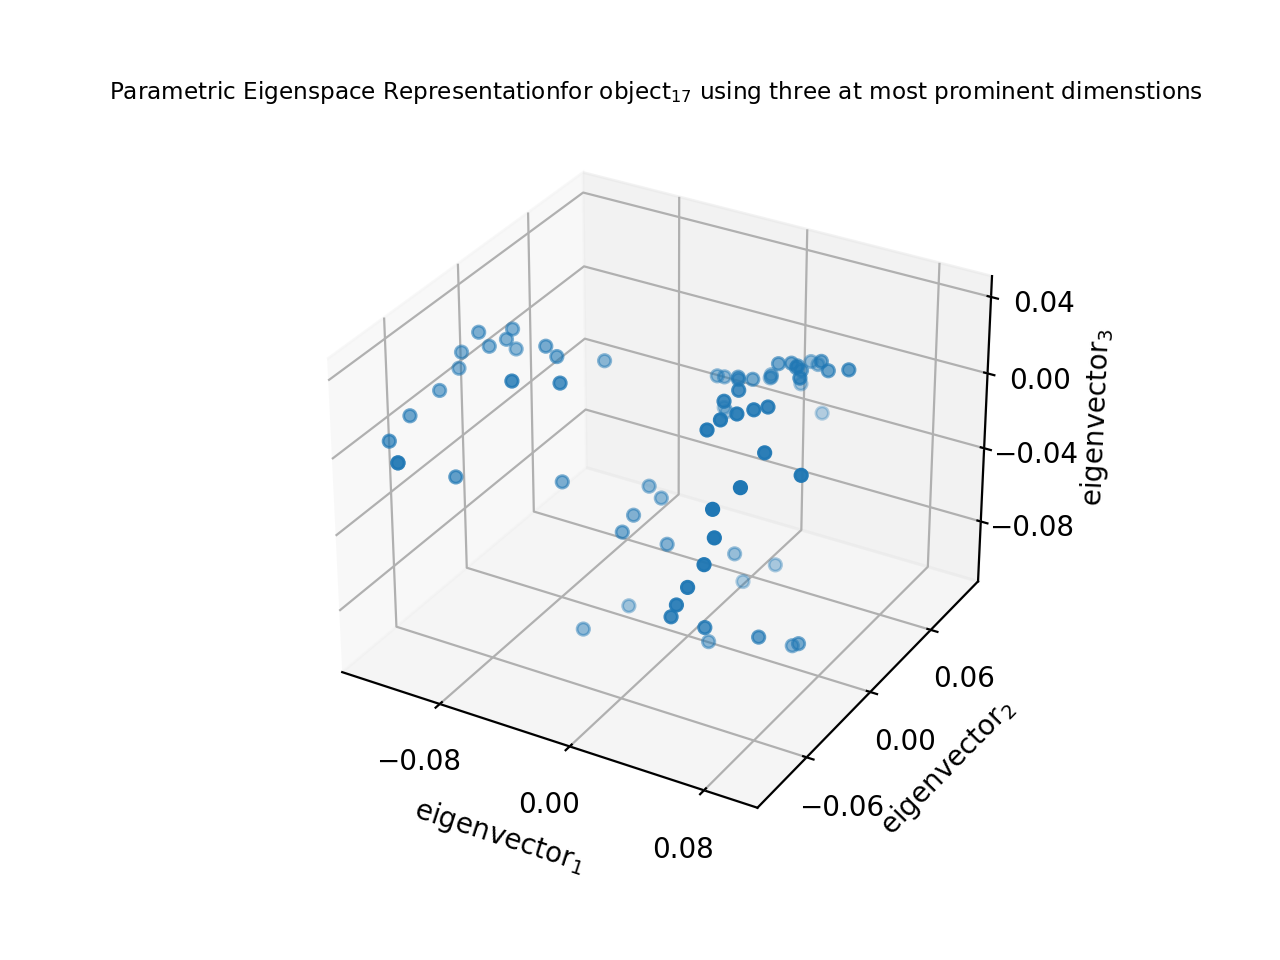 Parametric Eigenspace Representationfor object₁₇ using three at most prominent dimenstions
0.04
0.00
−0.04
−0.08
eigenvector₃
0.06
0.00
−0.06
eigenvector₂
−0.08
0.00
0.08
eigenvector₁